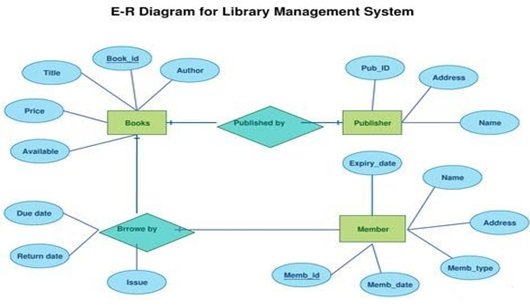 E-R Diagram for Library Management System
Book_id
Title
Author
Pub_ID
Address
Price
Books
Published by
Publisher
Name
Available
Expiry_date
Name
Due date
Brrowe by
Member
Address
Return date
Issue
Memb_id
Memb_date
Memb_type